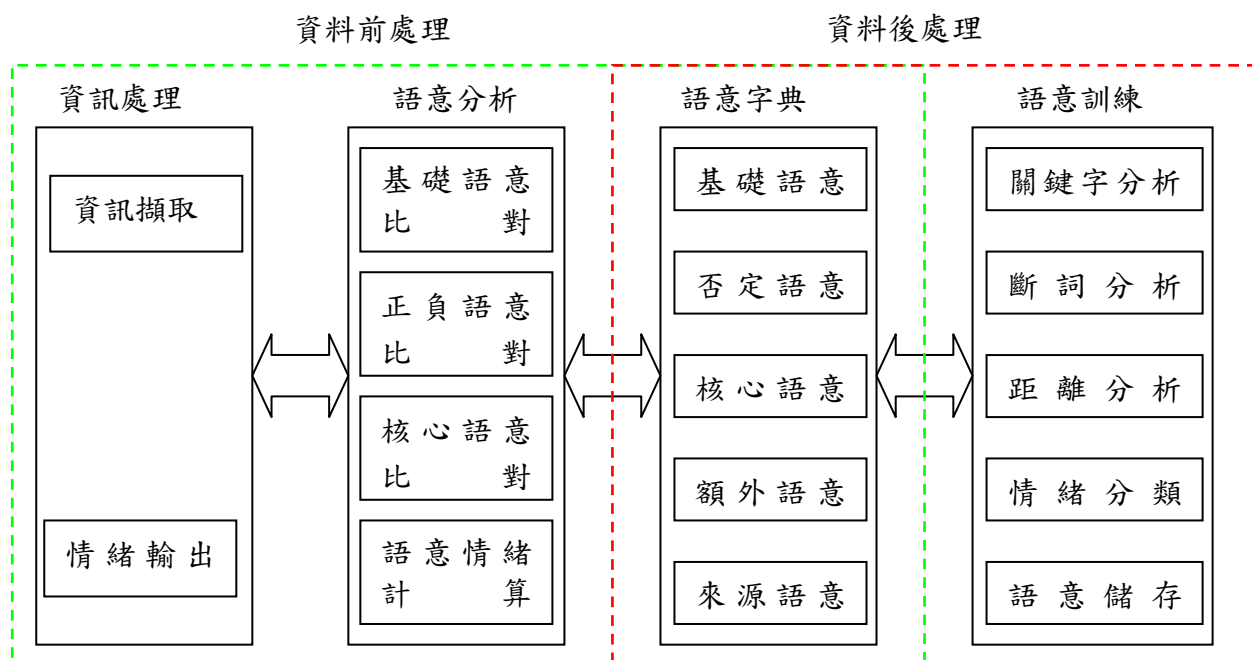 資料前處理
資料後處理
資訊處理
資訊擷取
情緒輸出
語意分析
基礎語意
比對
正負語意
比對
核心語意
比對
語意情緒
計算
語意字典
基礎語意
否定語意
核心語意
額外語意
來源語意
語意訓練
關鍵字分析
斷詞分析
距離分析
情緒分類
語意儲存